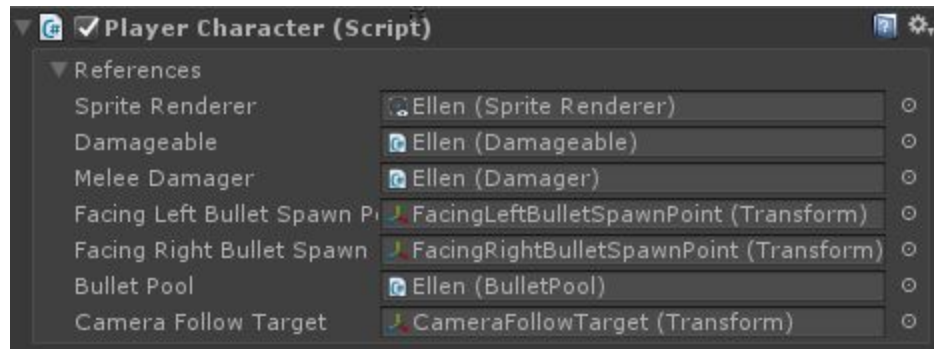 Player Character (Script)
References
Sprite Renderer Ellen (Sprite Renderer)
Damageable Ellen (Damageable)
Melee Damager Ellen (Damager)
Facing Left Bullet Spawn P FacingLeftBulletSpawnPoint (Transform)
Facing Right Bullet Spawn FacingRightBulletSpawnPoint (Transform)
Bullet Pool Ellen (BulletPool)
Camera Follow Target CameraFollowTarget (Transform)